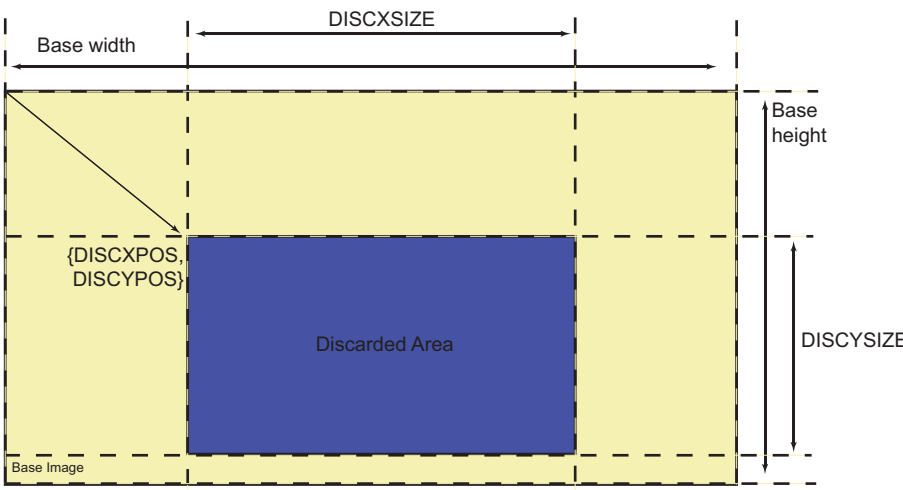 DISCXSIZE
Base width
Base
height
{DISCXPOS,
DISCYPOS}
Discarded Area
DISCYSIZE
Base Image